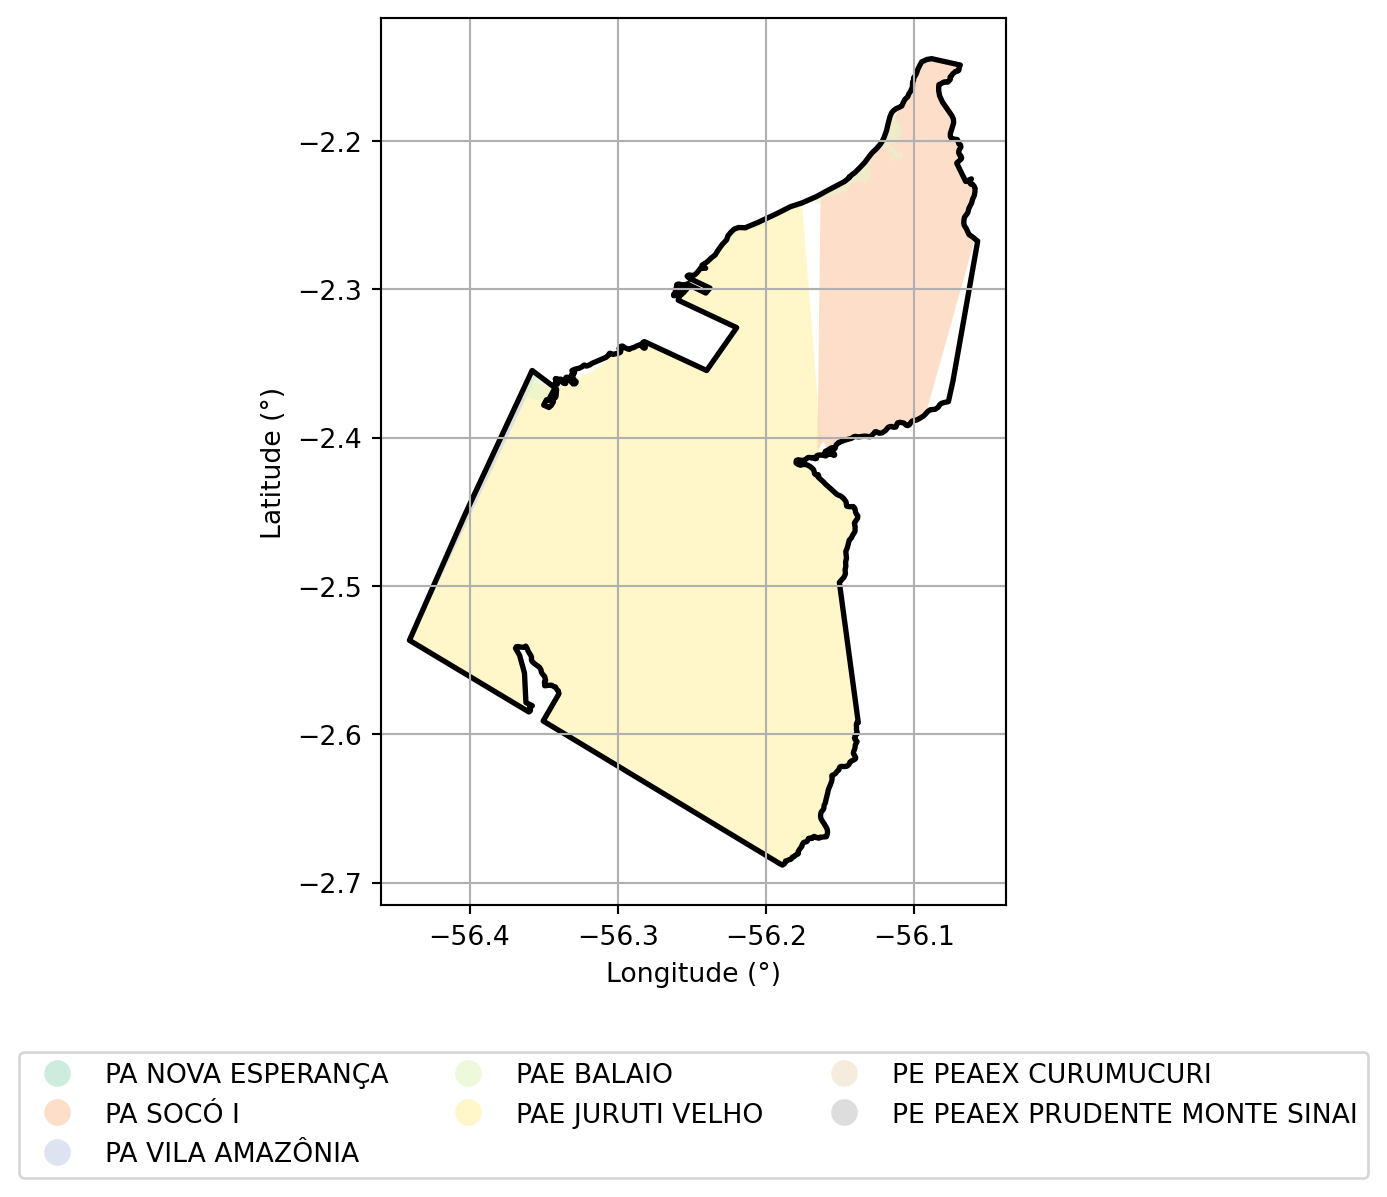 −2.2
−2.3
−2.4
−2.5
−2.6
−2.7
Latitude (°)
−56.4 −56.3 −56.2 −56.1
Longitude (°)
PA NOVA ESPERANÇA
PA SOCÓ I
PA VILA AMAZÔNIA
PAE BALAIO
PAE JURUTI VELHO
PE PEAEX CURUMUCURI
PE PEAEX PRUDENTE MONTE SINAI